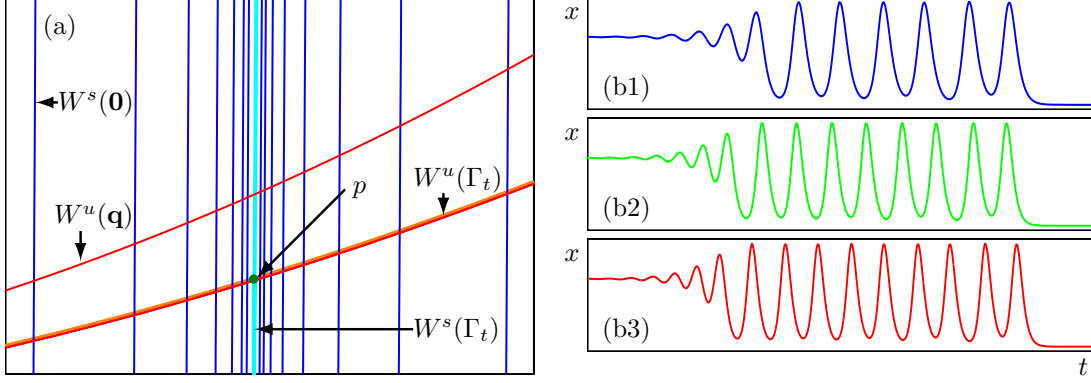 (a)
W^s(𝟎)
W^u(𝐪)
p
W^u(Γ_t)
W^s(Γ_t)
x
(b1)
x
(b2)
x
(b3)
t